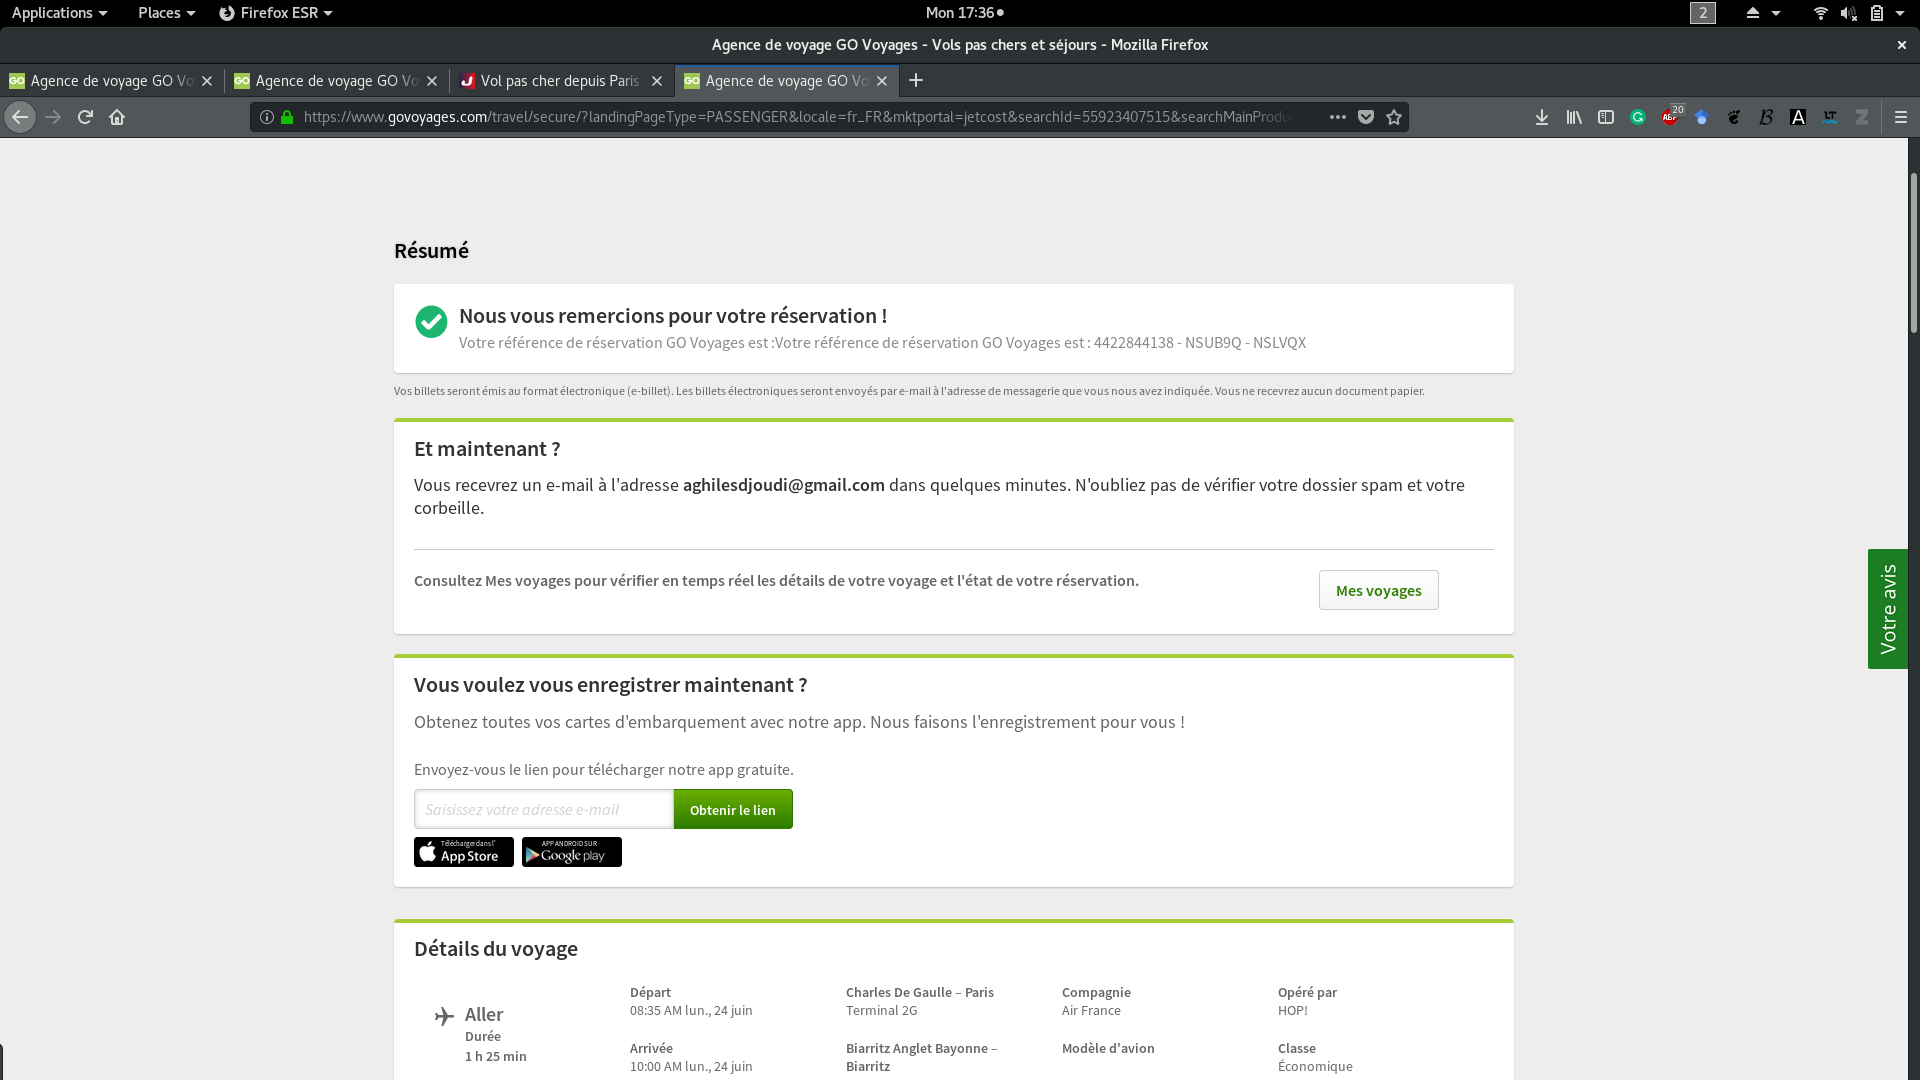 Applications
Places
Firefox ESR
Mon 17:36
2
Agence de voyage GO Voyages - Vols pas chers et séjours - Mozilla Firefox
GO Agence de voyage GO Vo
GO Agence de voyage GO Vo
Vol pas cher depuis Paris
GO Agence de voyage GO Vo
https://www.govoyages.com/travel/secure/?landingPageType=PASSENGER&locale=fr_FR&mktportal=jetcost&searchId=55923407515&searchMainProdu
20
ABP
LT
Résumé
Nous vous remercions pour votre réservation !
Votre référence de réservation GO Voyages est :Votre référence de réservation GO Voyages est : 4422844138 - NSUB9Q - NSLVQX
Vos billets seront émis au format électronique (e-billet). Les billets électroniques seront envoyés par e-mail à l'adresse de messagerie que vous nous avez indiquée. Vous ne recevrez aucun document papier.
Et maintenant ?
Vous recevrez un e-mail à l'adresse aghilesdjoudi@gmail.com dans quelques minutes. N'oubliez pas de vérifier votre dossier spam et votre
corbeille.
Consultez Mes voyages pour vérifier en temps réel les détails de votre voyage et l'état de votre réservation.
Mes voyages
Votre avis
Vous voulez vous enregistrer maintenant ?
Obtenez toutes vos cartes d'embarquement avec notre app. Nous faisons l'enregistrement pour vous !
Envoyez-vous le lien pour télécharger notre app gratuite.
Saisissez votre adresse e-mail
Obtenir le lien
Télécharger dans l'
App Store
APP ANDROID SUR
Google play
Détails du voyage
Aller
Durée
1 h 25 min
Départ
08:35 AM lun., 24 juin
Charles De Gaulle – Paris
Terminal 2G
Compagnie
Air France
Opéré par
HOP!
Arrivée
10:00 AM lun., 24 juin
Biarritz Anglet Bayonne –
Biarritz
Modèle d'avion
Classe
Économique